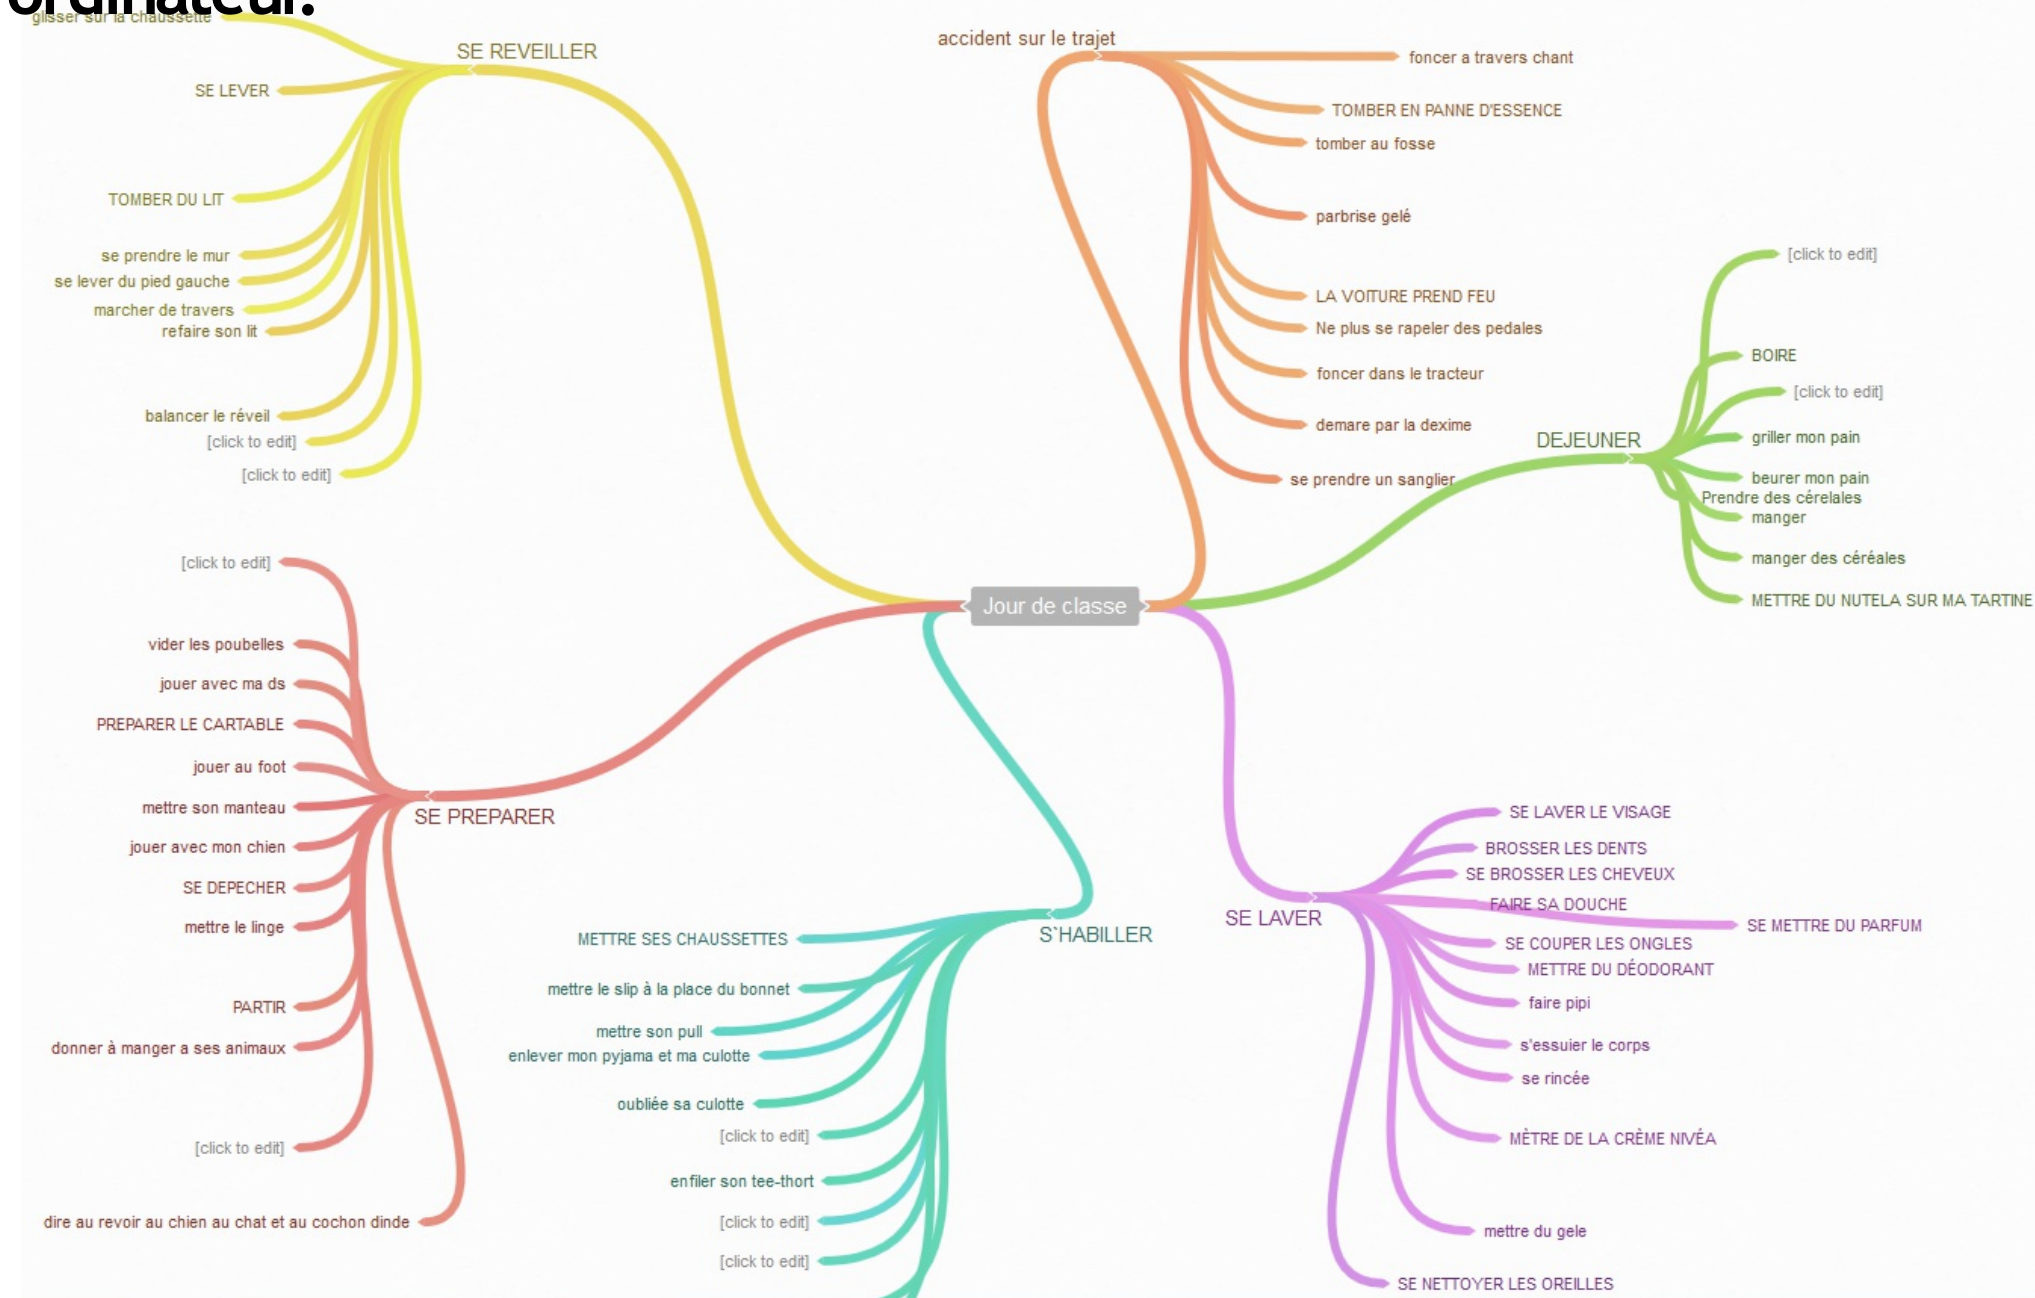 ordinateur.
glisser sur la chaussette
SE REVEILLER
SE LEVER
TOMBER DU LIT
se prendre le mur
se lever du pied gauche
marcher de travers
refaire son lit
balancer le réveil
[click to edit]
[click to edit]
accident sur le trajet
foncer a travers chant
TOMBER EN PANNE D'ESSENCE
tomber au fosse
parbrise gelé
LA VOITURE PREND FEU
Ne plus se rapeler des pedales
foncer dans le tracteur
demare par la dexime
se prendre un sanglier
DEJEUNER
[click to edit]
BOIRE
[click to edit]
griller mon pain
beurer mon pain
Prendre des cérelales
manger
manger des céréales
METTRE DU NUTELA SUR MA TARTINE
Jour de classe
SE PREPARER
[click to edit]
vider les poubelles
jouer avec ma ds
PREPARER LE CARTABLE
jouer au foot
mettre son manteau
jouer avec mon chien
SE DEPECHER
mettre le linge
PARTIR
donner à manger a ses animaux
[click to edit]
dire au revoir au chien au chat et au cochon dinde
S`HABILLER
METTRE SES CHAUSSETTES
mettre le slip à la place du bonnet
mettre son pull
enlever mon pyjama et ma culotte
oubliée sa culotte
[click to edit]
enfiler son tee-thort
[click to edit]
[click to edit]
SE LAVER
SE LAVER LE VISAGE
BROSSER LES DENTS
SE BROSSER LES CHEVEUX
FAIRE SA DOUCHE
SE METTRE DU PARFUM
SE COUPER LES ONGLES
METTRE DU DÉODORANT
faire pipi
s'essuier le corps
se rincée
MÈTRE DE LA CRÈME NIVÉA
mettre du gele
SE NETTOYER LES OREILLES